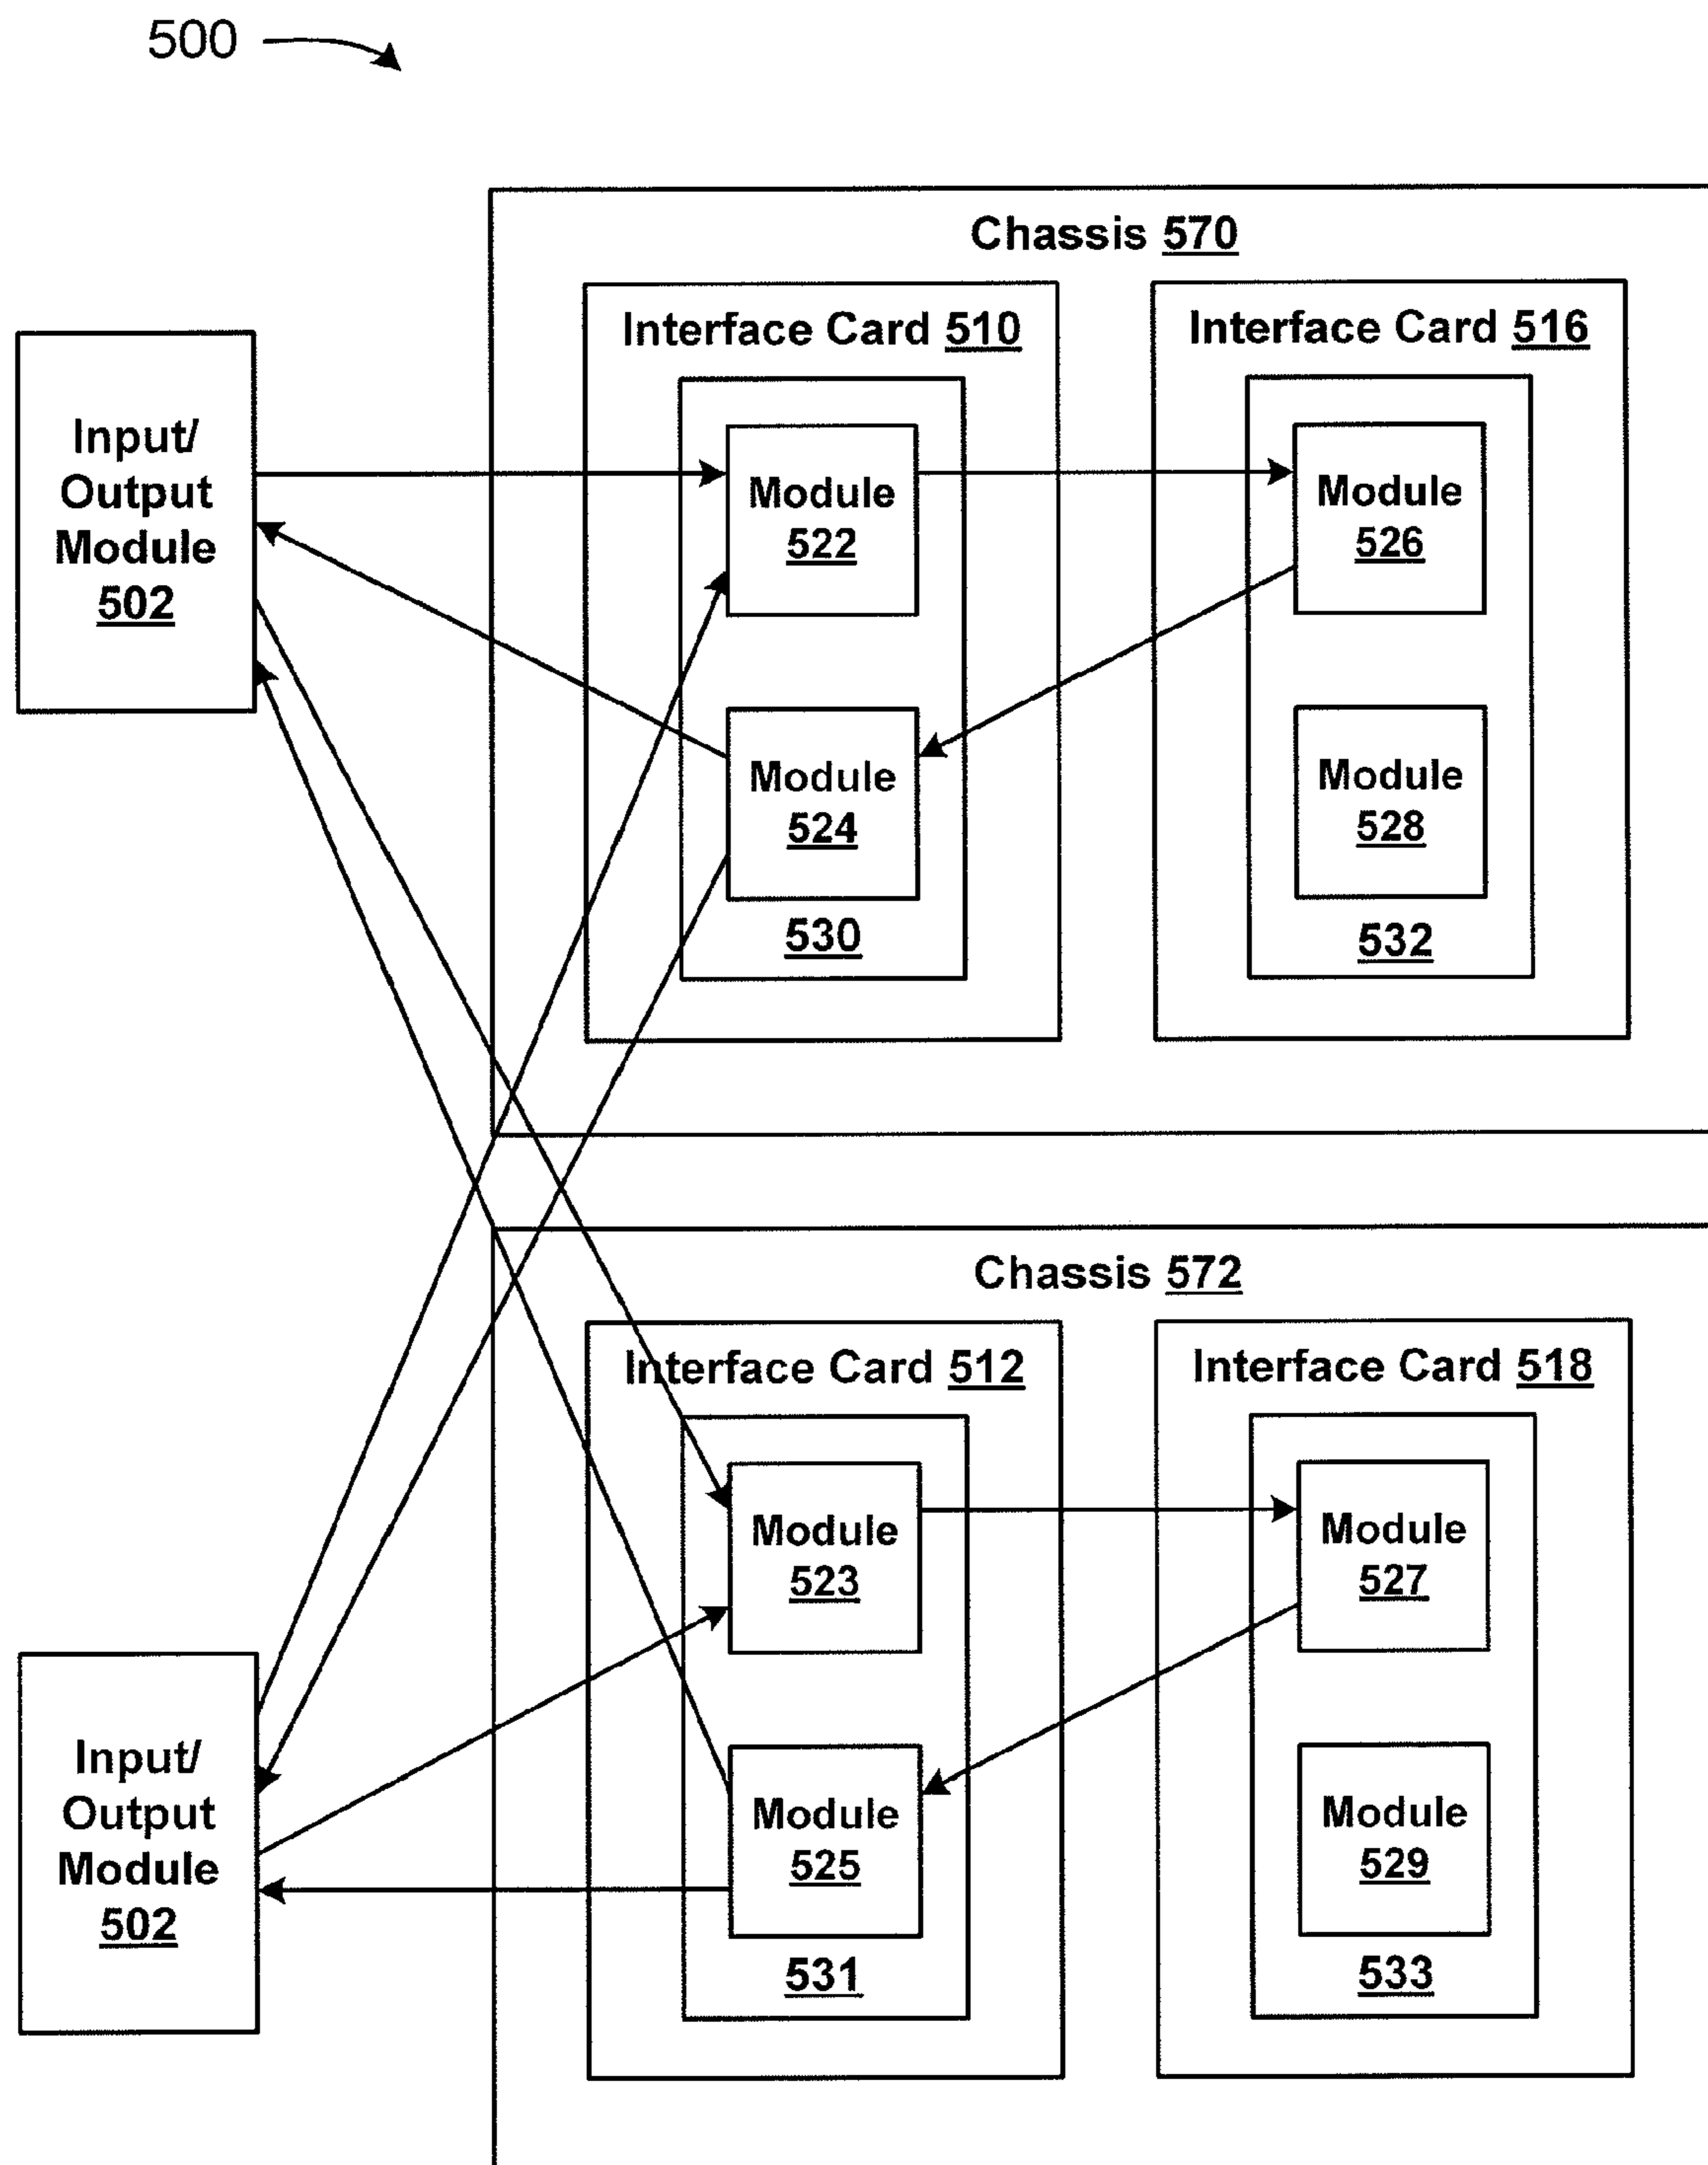 500
Chassis 570
Interface Card 510
Interface Card 516
Input/
Output
Module
502
Module
522
Module
526
Module
524
Module
528
530
532
Chassis 572
Interface Card 512
Interface Card 518
Module
523
Module
527
Input/
Output
Module
502
Module
525
Module
529
531
533